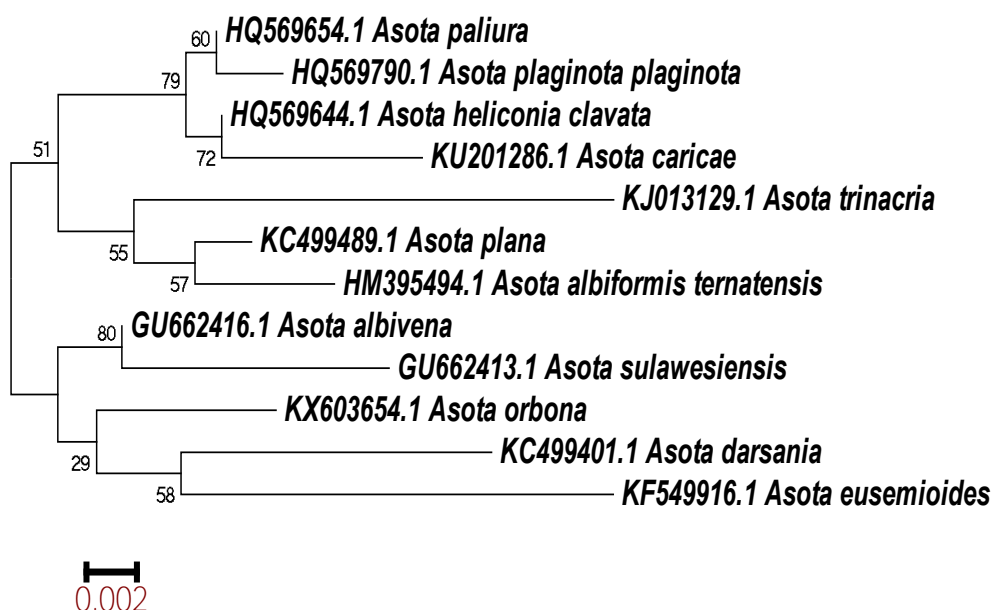 60 HQ569654.1 Asota paliura
HQ569790.1 Asota plaginota plaginota
79
HQ569644.1 Asota heliconia clavata
72 KU201286.1 Asota caricae
51
KJ013129.1 Asota trinacria
55
KC499489.1 Asota plana
57 HM395494.1 Asota albiformis ternatensis
80 GU662416.1 Asota albivena
GU662413.1 Asota sulawesiensis
KX603654.1 Asota orbona
29
KC499401.1 Asota darsania
58 KF549916.1 Asota eusemioides
0.002